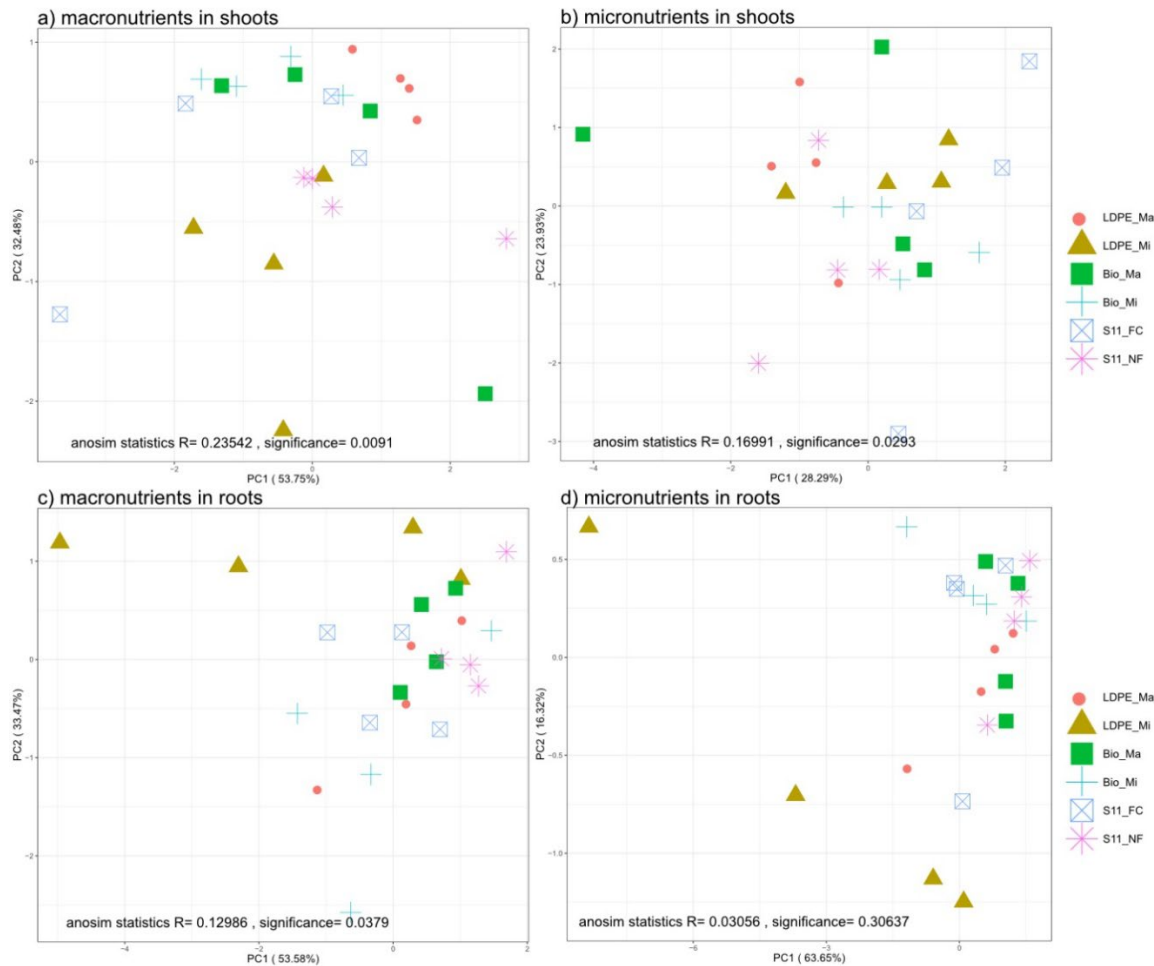 a) macronutrients in shoots
1
0
−1
−2
PC2 ( 32.48%)
anosim statistics R= 0.23542 , significance= 0.0091
−2
0
2
PC1 ( 53.75%)
b) micronutrients in shoots
2
1
0
−1
−2
−3
PC2 ( 23.93%)
anosim statistics R= 0.16991 , significance= 0.0293
−4
−2
0
2
PC1 ( 28.29%)
LDPE_Ma
LDPE_Mi
Bio_Ma
Bio_Mi
S11_FC
S11_NF
c) macronutrients in roots
1
0
−1
−2
PC2 ( 33.47%)
anosim statistics R= 0.12986 , significance= 0.0379
−4
−2
0
PC1 ( 53.58%)
d) micronutrients in roots
0.5
0.0
−0.5
−1.0
PC2 ( 16.32%)
anosim statistics R= 0.03056 , significance= 0.30637
−6
−3
0
PC1 ( 63.65%)
LDPE_Ma
LDPE_Mi
Bio_Ma
Bio_Mi
S11_FC
S11_NF